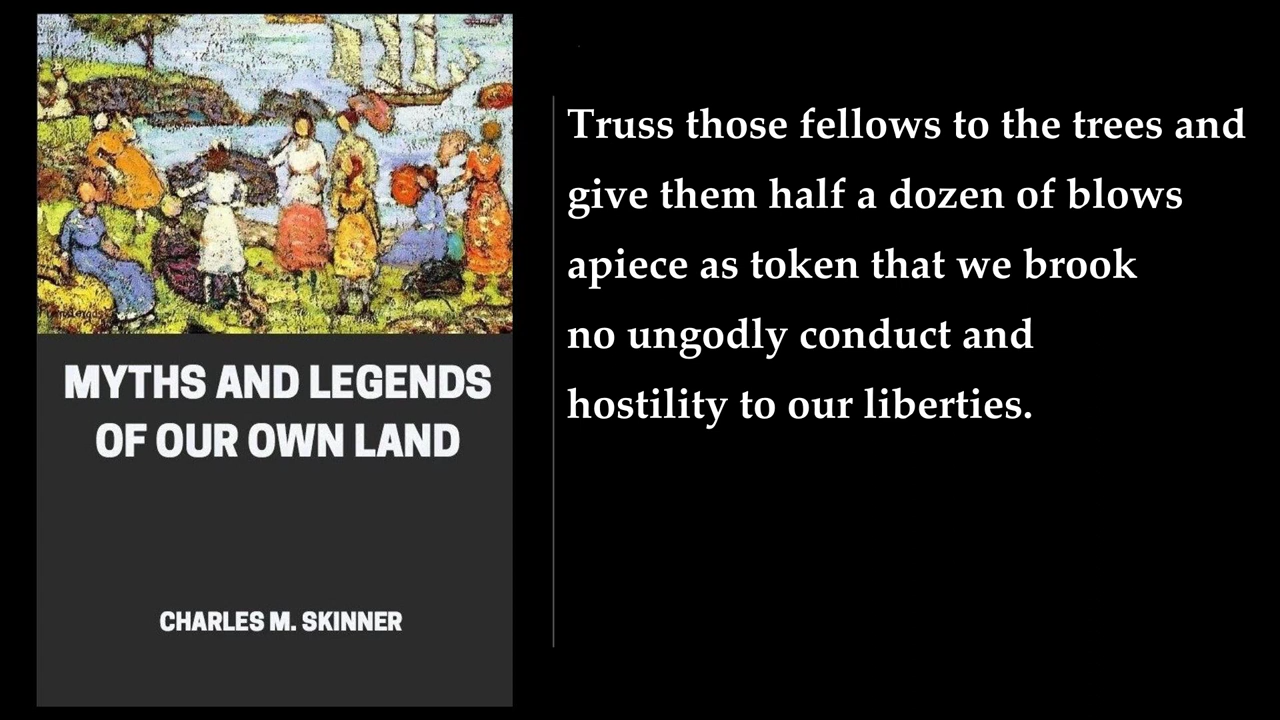 MYTHS AND LEGENDS
OF OUR OWN LAND
CHARLES M. SKINNER
Truss those fellows to the trees and
give them half a dozen of blows
apiece as token that we brook
no ungodly conduct and
hostility to our liberties.